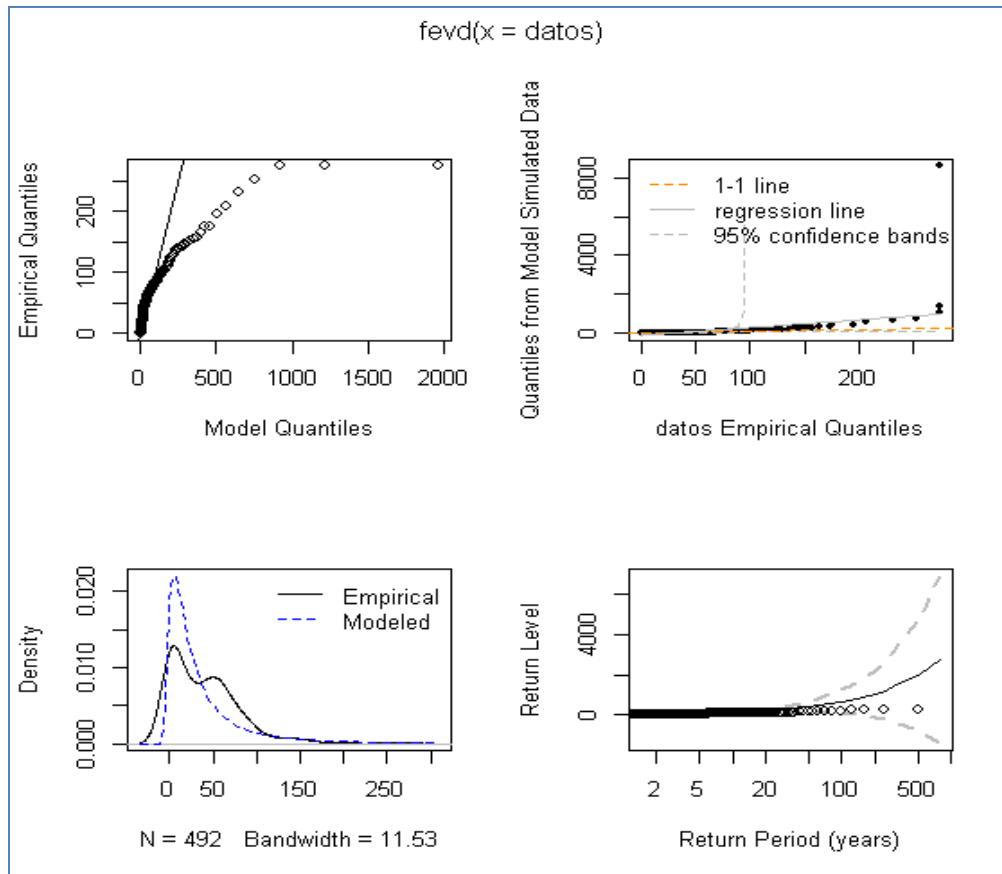 fevd(x = datos)
Empirical Quantiles
0 100 200
0 500 1000 1500 2000
Model Quantiles
Quantiles from Model Simulated Data
0 4000 8000
1-1 line
regression line
95% confidence bands
0 50 100 200
datos Empirical Quantiles
Density
0.000 0.010 0.020
Empirical
Modeled
0 50 150 250
N = 492 Bandwidth = 11.53
Return Level
0 4000
2 5 20 100 500
Return Period (years)